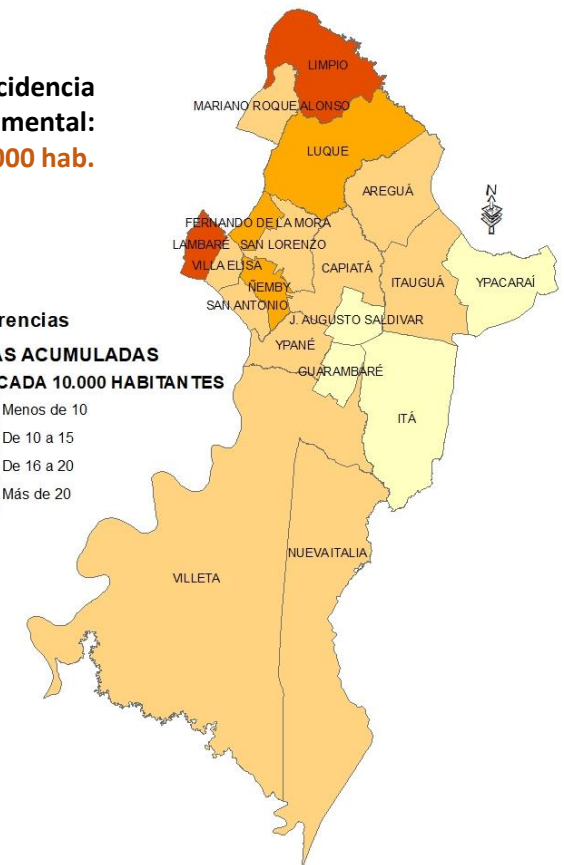 cidencia
mental:
000 hab.
rencias
AS ACUMULADAS
CADA 10.000 HABITANTES
Menos de 10
De 10 a 15
De 16 a 20
Más de 20
LIMPIO
MARIANO ROQUE ALONSO
LUQUE
AREGUÁ
N
FERNANDO DE LA MORA
LAMBARÉ
SAN LORENZO
VILLA ELISA
CAPIATÁ
ITAUGUÁ
YPACARAÍ
ÑEMBY
SAN ANTONIO
J. AUGUSTO SALDIVAR
YPANÉ
GUARAMBARÉ
ITÁ
NUEVA ITALIA
VILLETA